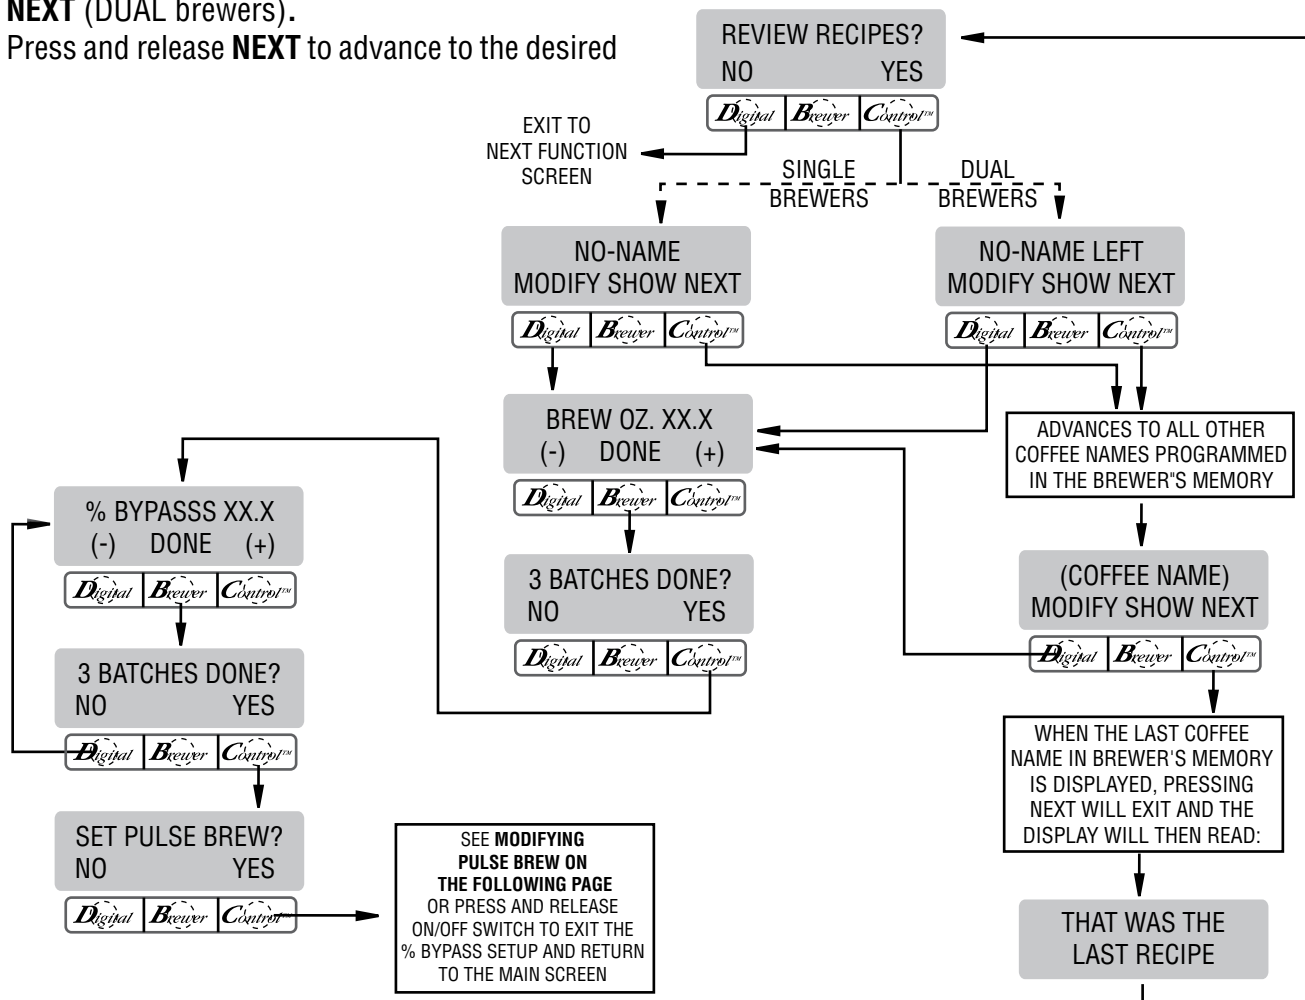 NEXT (DUAL brewers).
Press and release NEXT to advance to the desired
REVIEW RECIPES?
NO YES
Digital Brewer Control™
EXIT TO
NEXT FUNCTION
SCREEN
SINGLE
BREWERS
DUAL
BREWERS
NO-NAME
MODIFY SHOW NEXT
Digital Brewer Control™
NO-NAME LEFT
MODIFY SHOW NEXT
Digital Brewer Control™
BREW OZ. XX.X
(-) DONE (+)
Digital Brewer Control™
ADVANCES TO ALL OTHER
COFFEE NAMES PROGRAMMED
IN THE BREWER"S MEMORY
% BYPASSS XX.X
(-) DONE (+)
Digital Brewer Control™
3 BATCHES DONE?
NO YES
Digital Brewer Control™
(COFFEE NAME)
MODIFY SHOW NEXT
Digital Brewer Control™
3 BATCHES DONE?
NO YES
Digital Brewer Control™
WHEN THE LAST COFFEE
NAME IN BREWER'S MEMORY
IS DISPLAYED, PRESSING
NEXT WILL EXIT AND THE
DISPLAY WILL THEN READ:
SET PULSE BREW?
NO YES
Digital Brewer Control™
SEE MODIFYING
PULSE BREW ON
THE FOLLOWING PAGE
OR PRESS AND RELEASE
ON/OFF SWITCH TO EXIT THE
% BYPASS SETUP AND RETURN
TO THE MAIN SCREEN
THAT WAS THE
LAST RECIPE